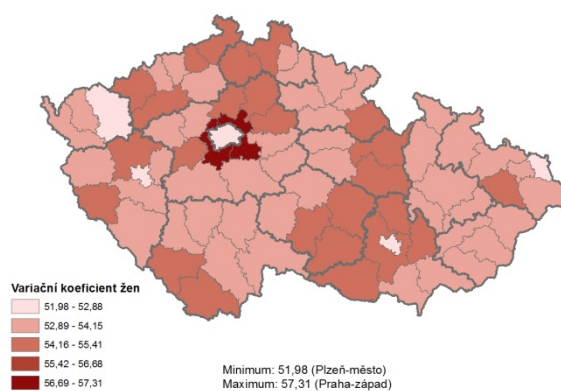 Variační koeficient žen
51,98 - 52,88
52,89 - 54,15
54,16 - 55,41
55,42 - 56,68
56,69 - 57,31
Minimum: 51,98 (Plzeň-město)
Maximum: 57,31 (Praha-západ)